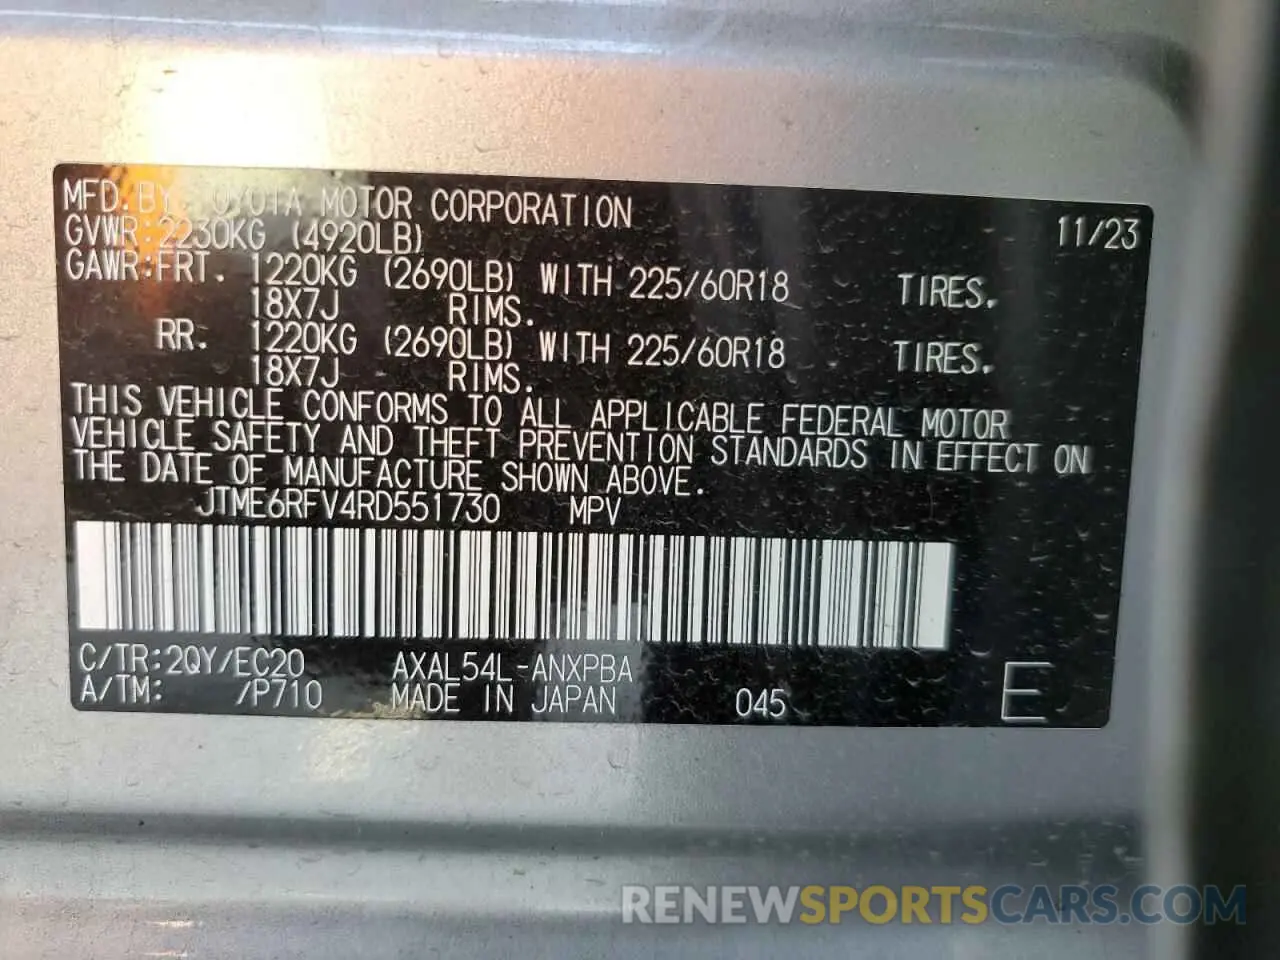 MFD. BY TOYOTA MOTOR CORPORATION 11/23
GVWR:2230KG (4920LB)
GAWR:FRT. 1220KG (2690LB) WITH 225/60R18 TIRES.
18X7J RIMS.
RR. 1220KG (2690LB) WITH 225/60R18 TIRES.
18X7J RIMS.
THIS VEHICLE CONFORMS TO ALL APPLICABLE FEDERAL MOTOR
VEHICLE SAFETY AND THEFT PREVENTION STANDARDS IN EFFECT ON
THE DATE OF MANUFACTURE SHOWN ABOVE.
JTME6RFV4RD551730 MPV
C/TR:2QY/EC20 AXAL54L-ANXPBA
A/TM: /P710 MADE IN JAPAN 045 E
RENEWSPORTSCARS.COM